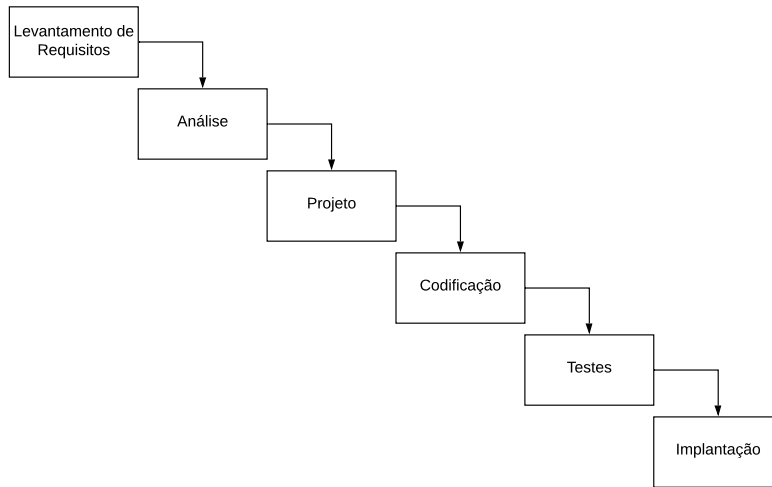 Levantamento de
Requisitos
Análise
Projeto
Codificação
Testes
Implantação